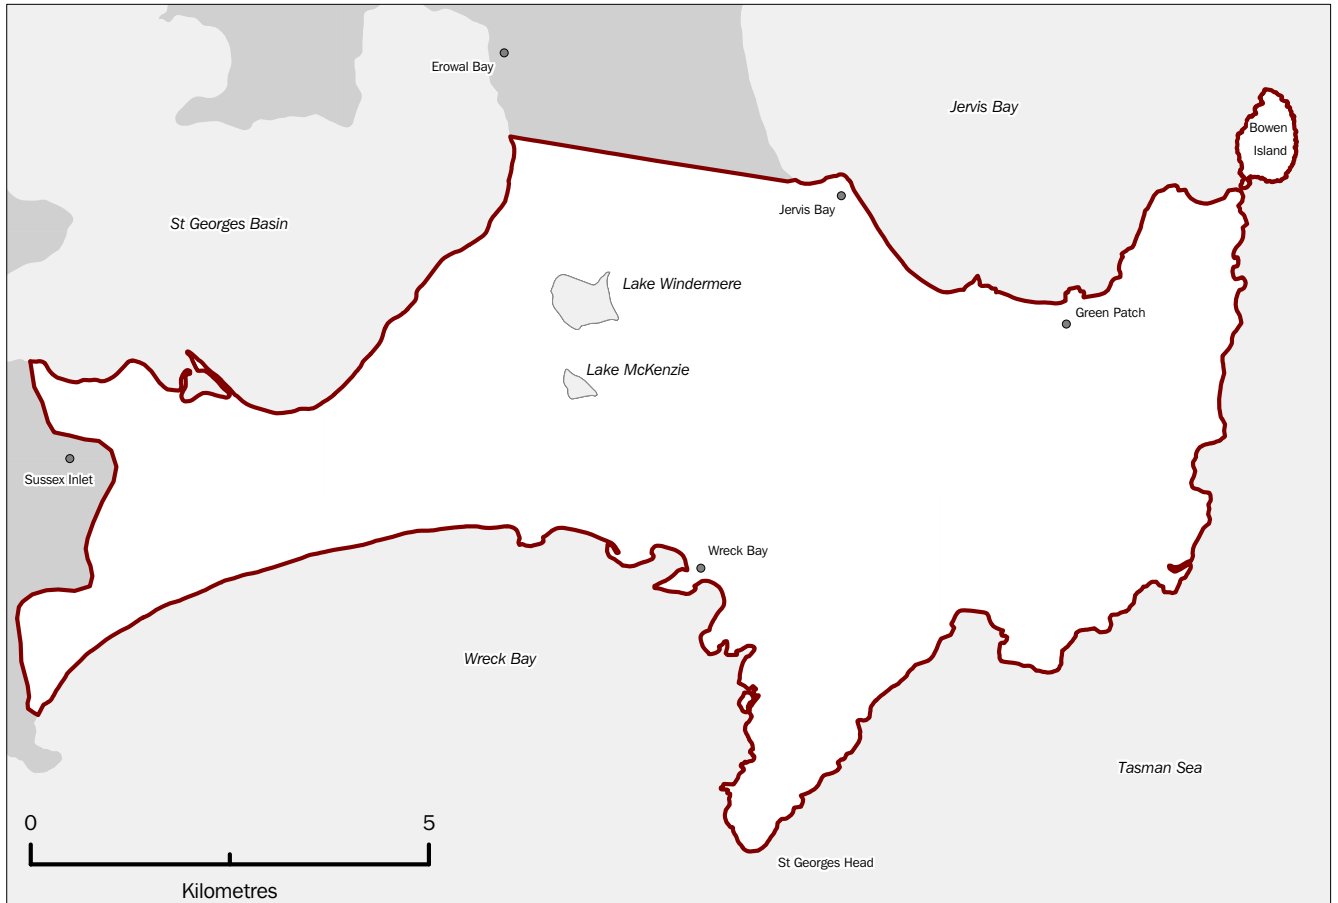 Erowal Bay
Jervis Bay
Bowen
Island
Jervis Bay
St Georges Basin
Lake Windermere
Green Patch
Lake McKenzie
Sussex Inlet
Wreck Bay
Wreck Bay
Tasman Sea
0
5
St Georges Head
Kilometres